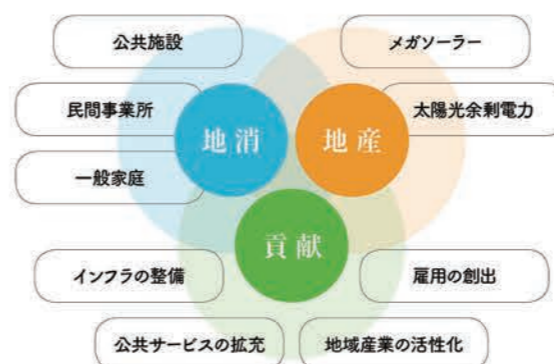 公共施設
メガソーラー
民間事業所
太陽光余剰電力
地消
地産
一般家庭
貢献
インフラの整備
雇用の創出
公共サービスの拡充
地域産業の活性化